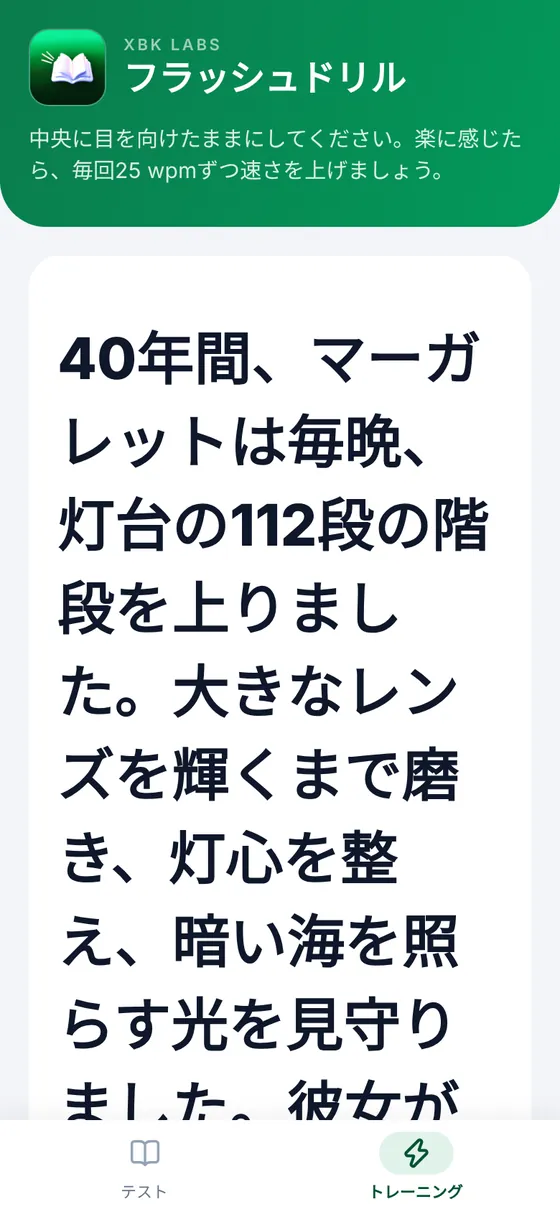 XBK LABS
フラッシュドリル
中央に目を向けたままにしてください。楽に感じた
ら、毎回25 wpmずつ速さを上げましょう。
40年間、マーガ
レットは毎晩、
灯台の112段の階
段を上りまし
た。大きなレン
ズを輝くまで磨
き、灯心を整
え、暗い海を照
らす光を見守り
ました。彼女が
テスト
トレーニング